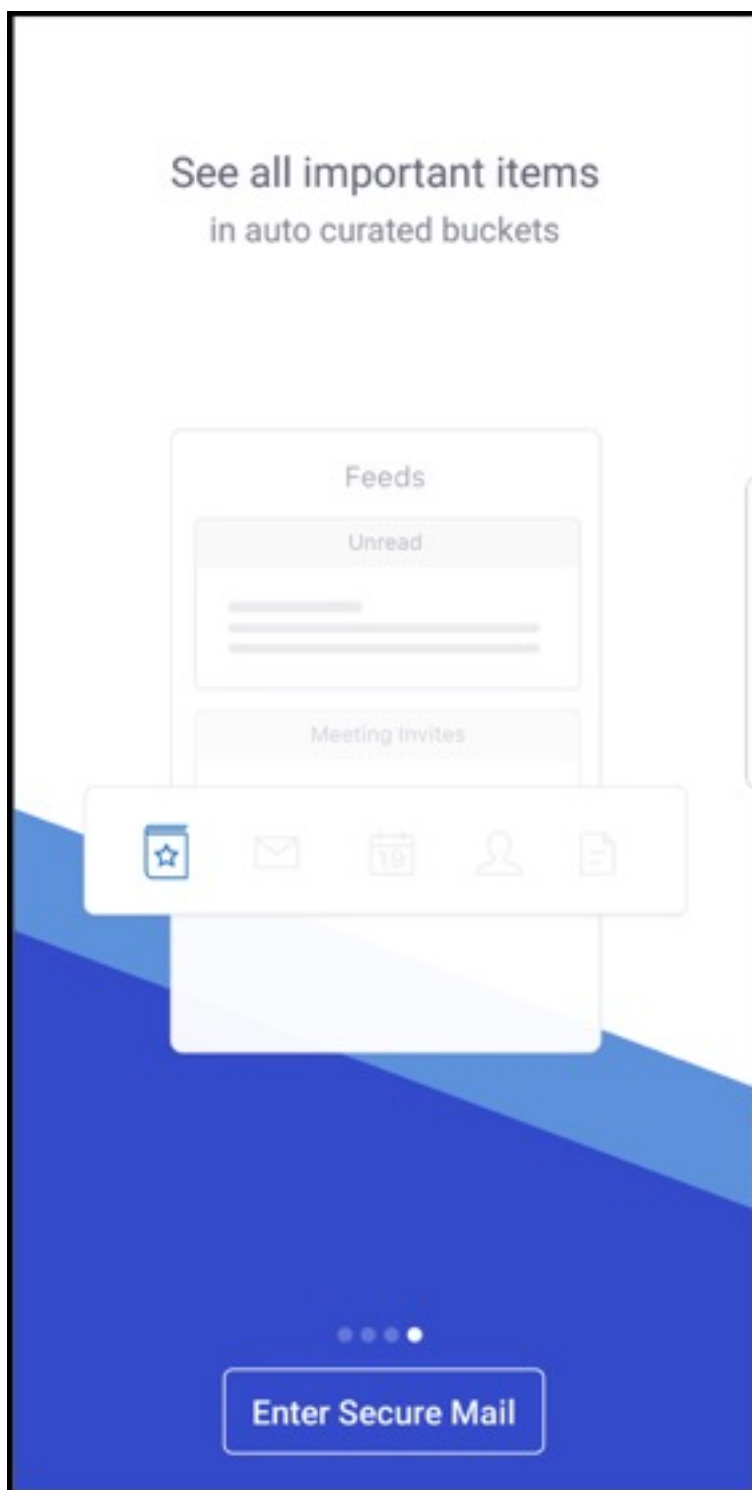 See all important items
in auto curated buckets
Feeds
Unread
Meeting Invites
19
Enter Secure Mail